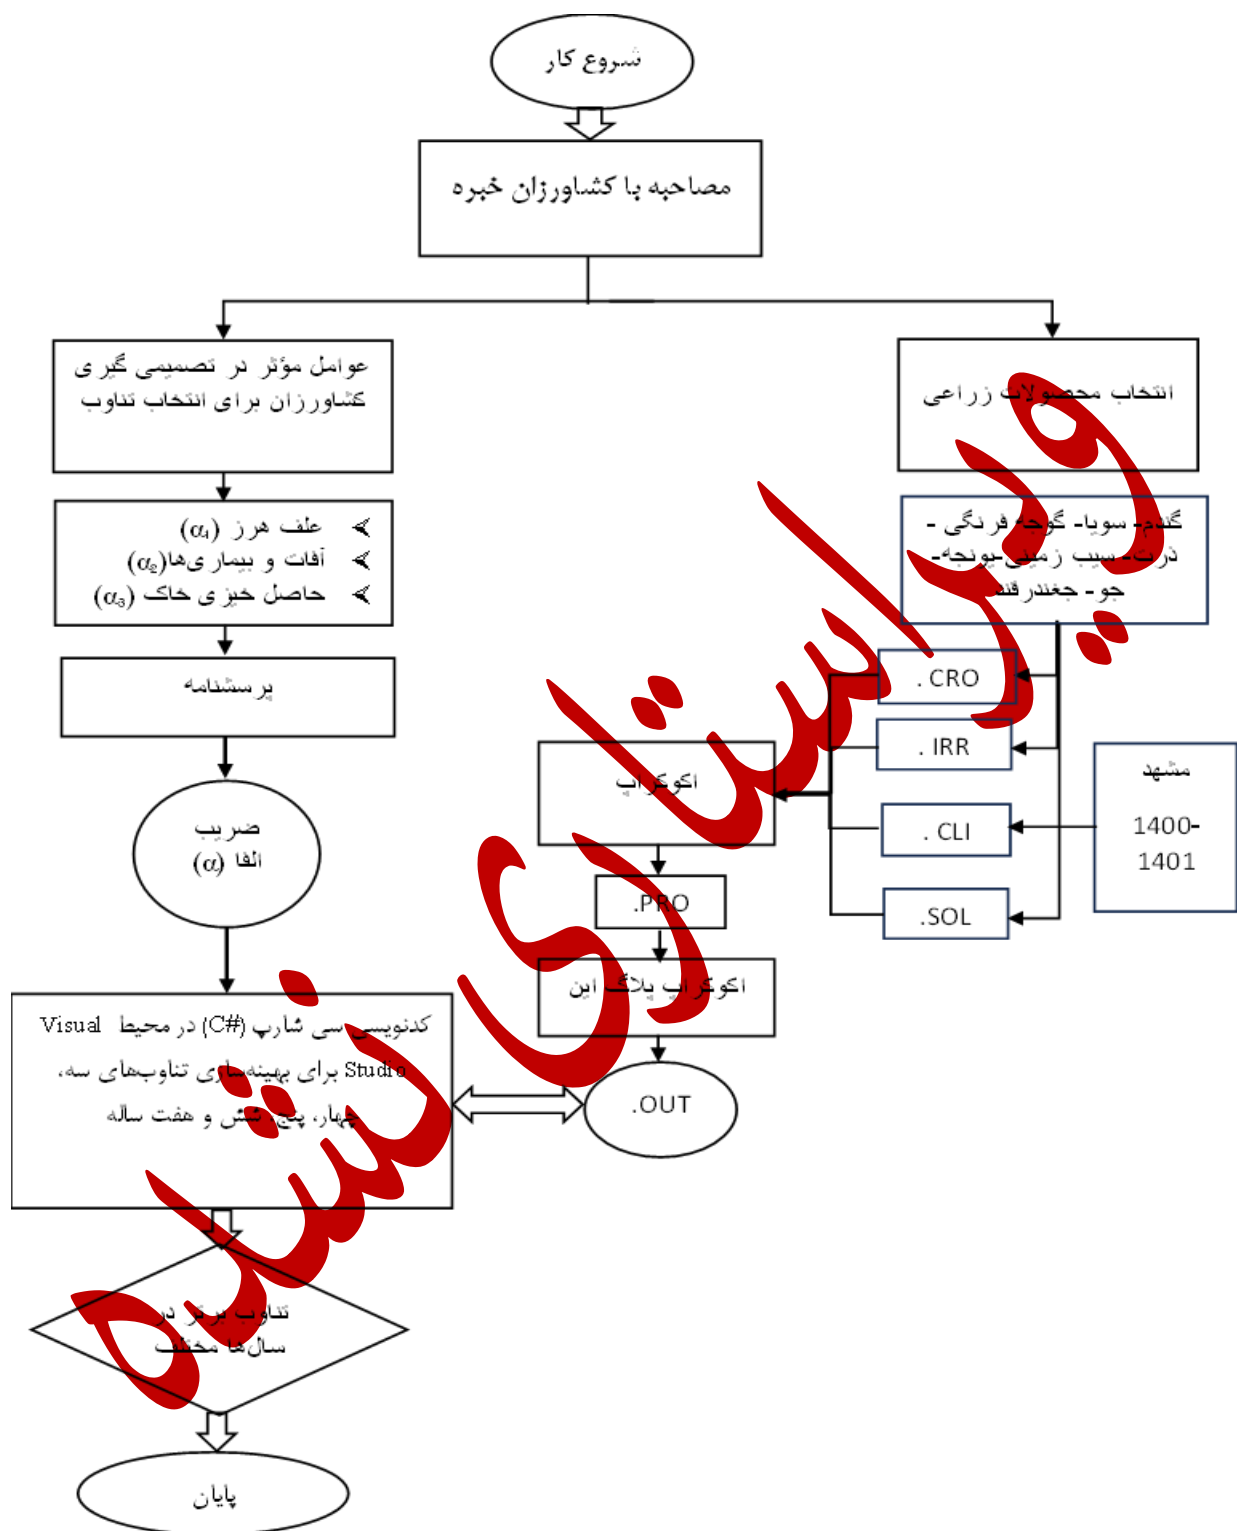 شروع کار
مصاحبه با کشاورزان خبره
عوامل مؤثر در تصمیمی گیری
کشاورزان برای انتخاب تناوب
علف هرز (α₁)
آفات و بیماری‌ها(α₂)
حاصل خیزی خاک (α₃)
پرسشنامه
ضریب
الفا (α)
کدنویسی سی شارپ (C#) در محیط Visual
Studio برای بهینه‌سازی تناوب‌های سه،
چهار، پنج، شش و هفت ساله
تناوب برتر در
سال‌ها مختلف
پایان
انتخاب محصولات زراعی
گندم- سویا- گوجه فرنگی -
ذرت- سیب زمینی-یونجه-
جو- چغندرقند
. CRO
. IRR
. CLI
.SOL
مشهد
1400-
1401
اکوکراپ
.PRO
اکوکراپ پلاگ این
.OUT
ویراستاری نشده